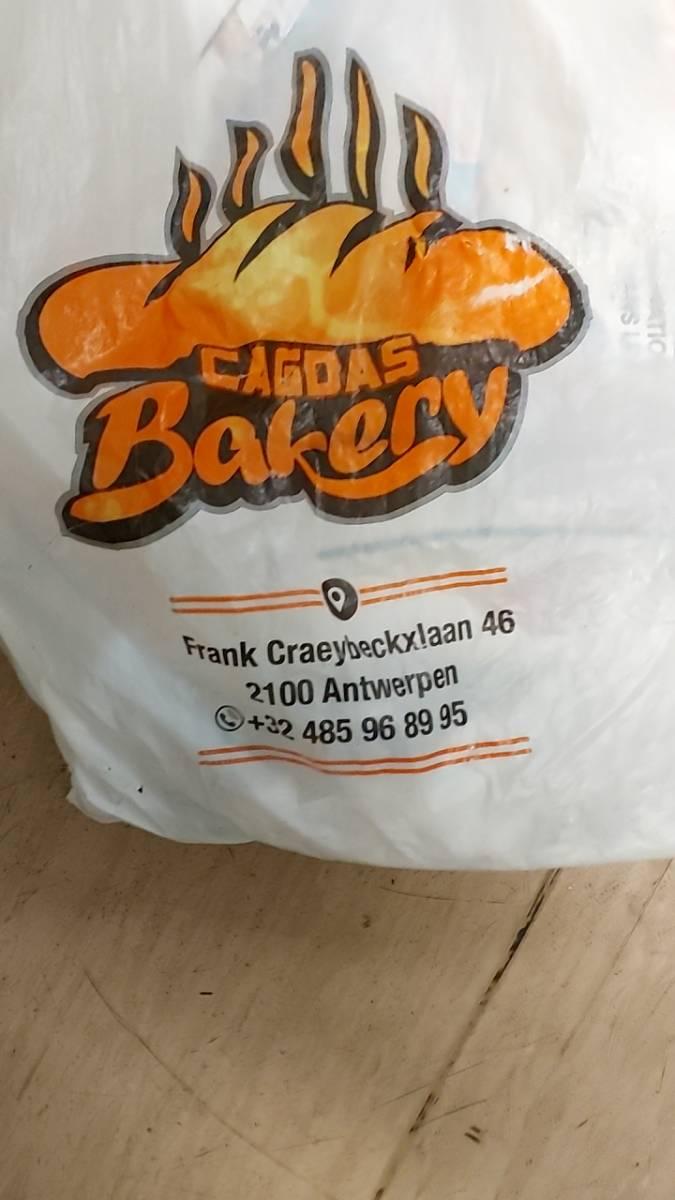 CAGDAS
Bakery
Frank Craeybeckxlaan 46
2100 Antwerpen
+32 485 96 89 95